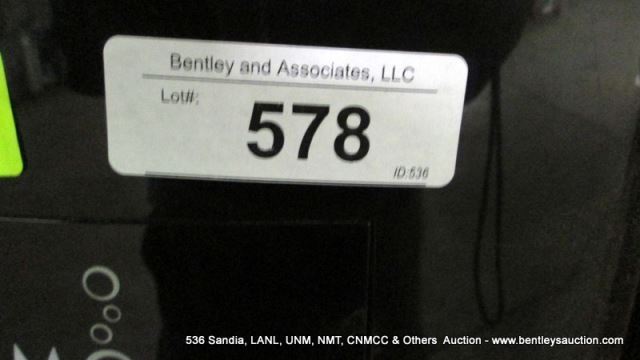 Bentley and Associates, LLC
Lot#:
578
ID:536
536 Sandia, LANL, UNM, NMT, CNMCC & Others Auction - www.bentleysauction.com